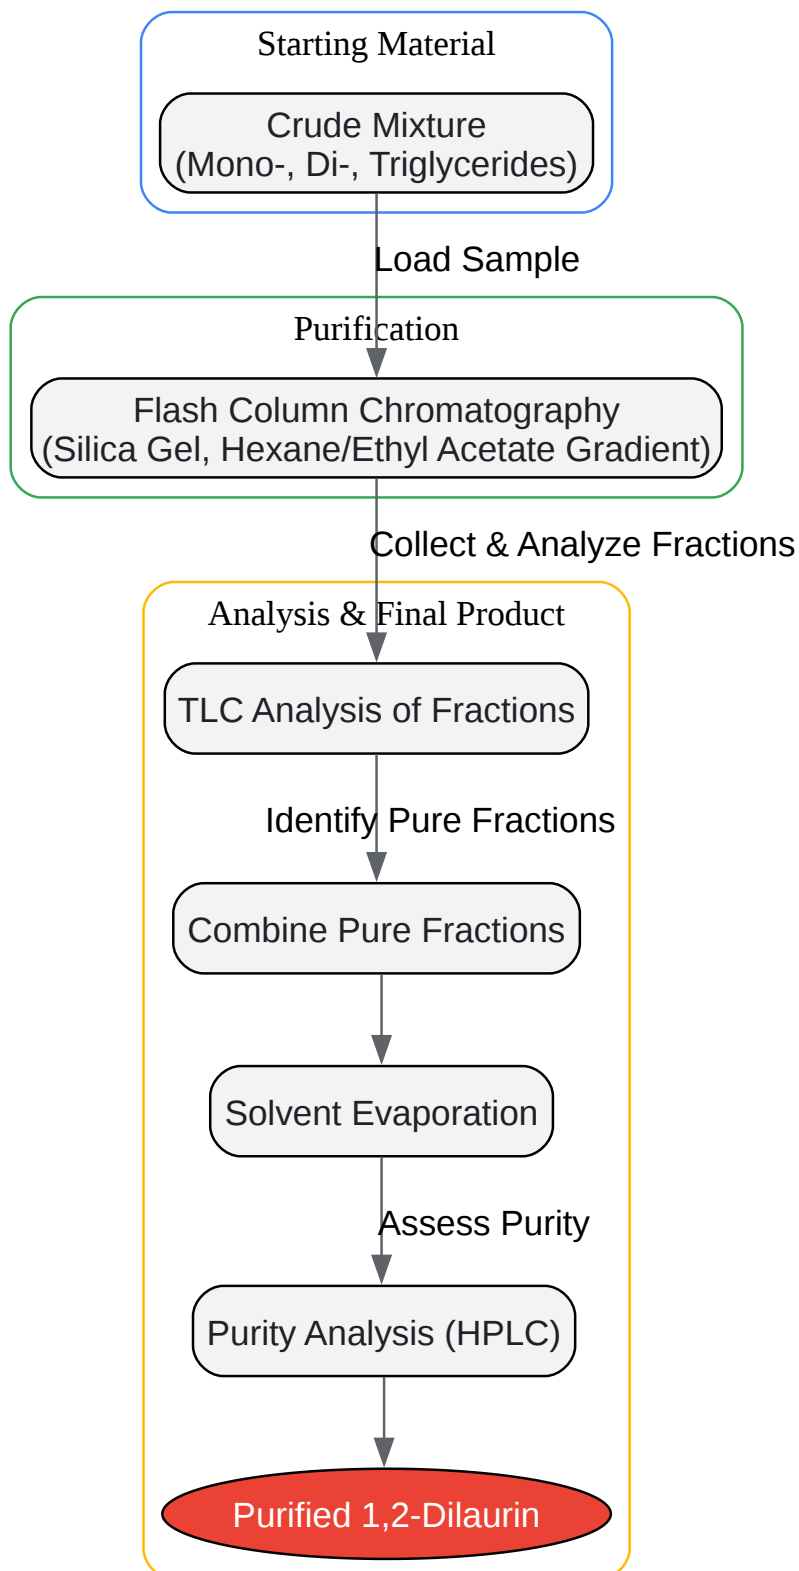 Starting Material
Crude Mixture
(Mono-, Di-, Triglycerides)
Load Sample
Purification
Flash Column Chromatography
(Silica Gel, Hexane/Ethyl Acetate Gradient)
Collect & Analyze Fractions
Analysis & Final Product
TLC Analysis of Fractions
Identify Pure Fractions
Combine Pure Fractions
Solvent Evaporation
Assess Purity
Purity Analysis (HPLC)
Purified 1,2-Dilaurin